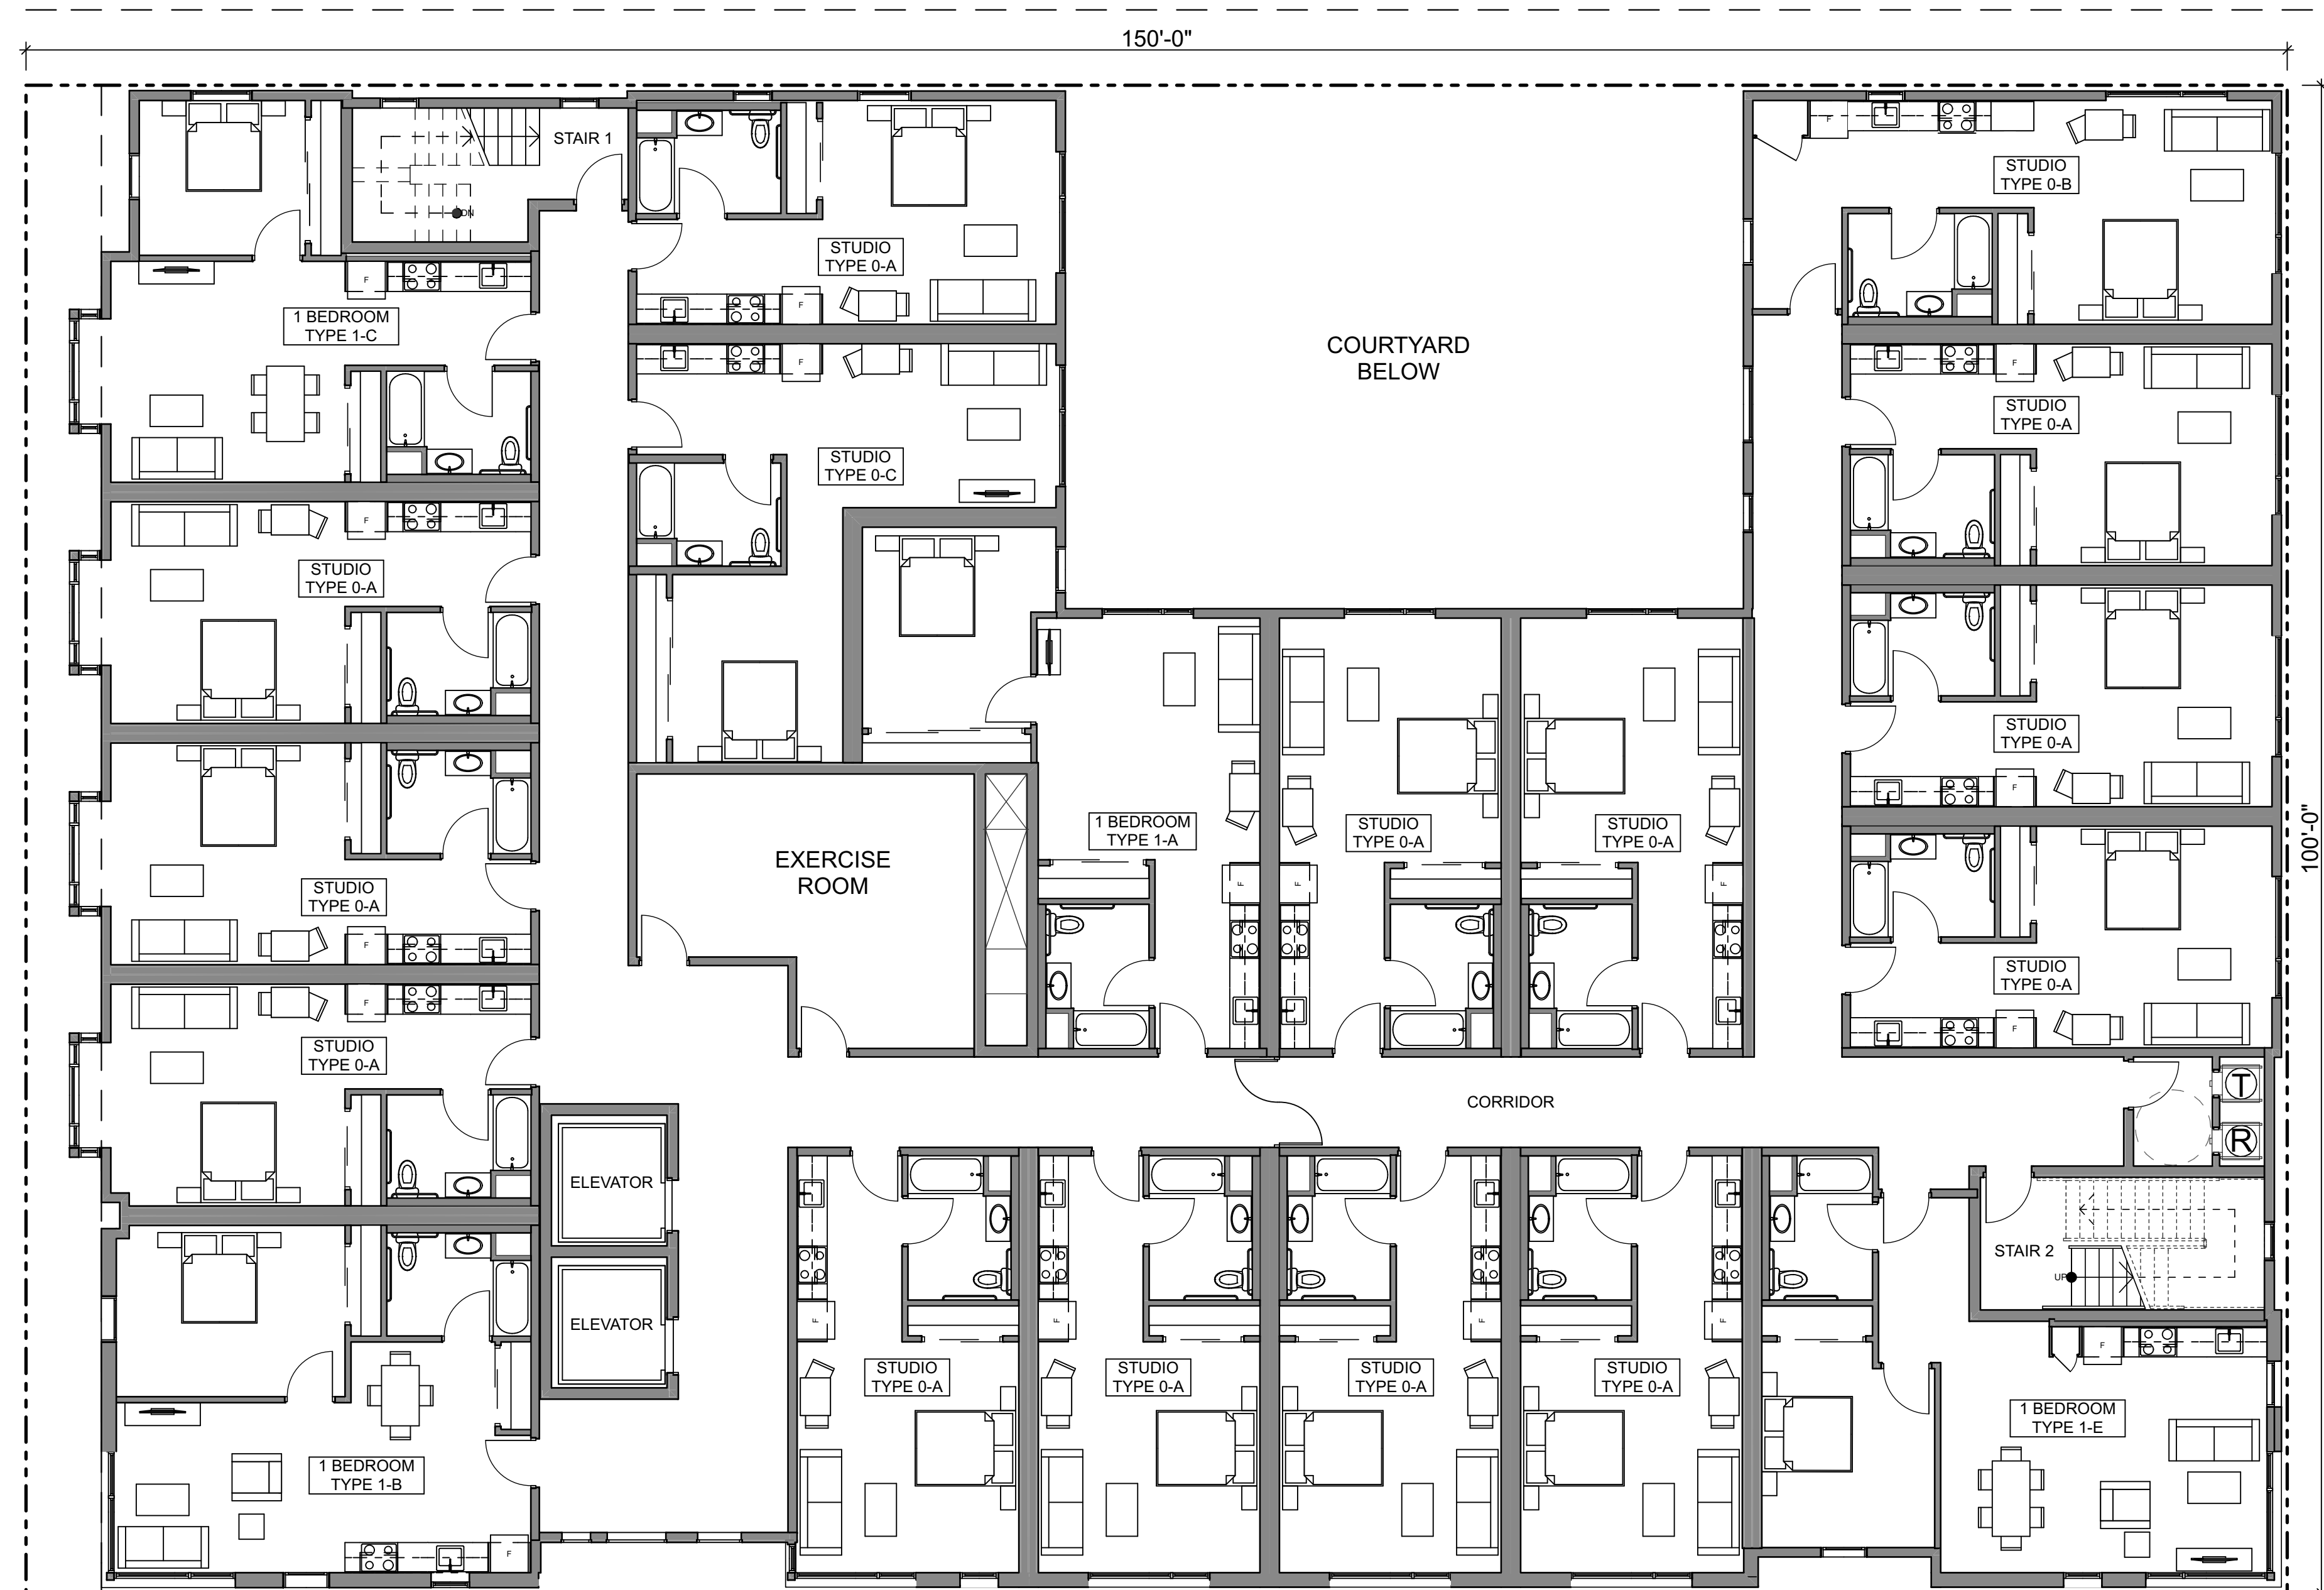 150'-0"
STAIR 1
DN
STUDIO
TYPE 0-B
F
STUDIO
TYPE 0-A
F
F
1 BEDROOM
TYPE 1-C
F
COURTYARD
BELOW
F
F
STUDIO
TYPE 0-A
STUDIO
TYPE 0-C
F
STUDIO
TYPE 0-A
STUDIO
TYPE 0-A
F
1 BEDROOM
TYPE 1-A
STUDIO
TYPE 0-A
STUDIO
TYPE 0-A
100'-0"
EXERCISE
ROOM
STUDIO
TYPE 0-A
F
F
F
F
STUDIO
TYPE 0-A
F
STUDIO
TYPE 0-A
F
CORRIDOR
T
R
ELEVATOR
STAIR 2
UP
ELEVATOR
F
F
F
F
F
STUDIO
TYPE 0-A
STUDIO
TYPE 0-A
STUDIO
TYPE 0-A
STUDIO
TYPE 0-A
1 BEDROOM
TYPE 1-E
1 BEDROOM
TYPE 1-B
F